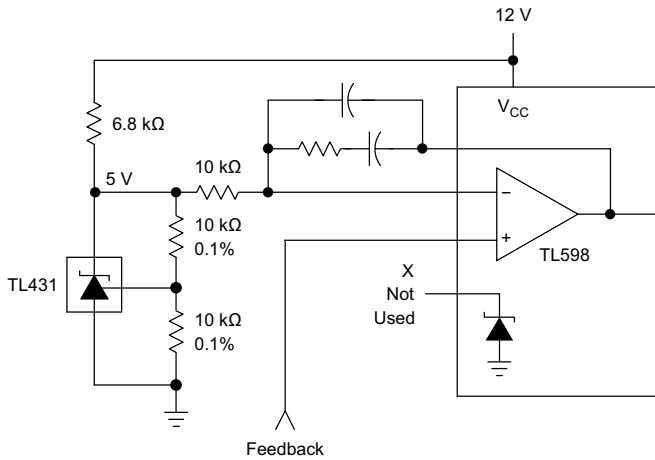 12 V
V_CC
6.8 kΩ
5 V
10 kΩ
10 kΩ
0.1%
TL431
10 kΩ
0.1%
−
+
TL598
X
Not
Used
Feedback